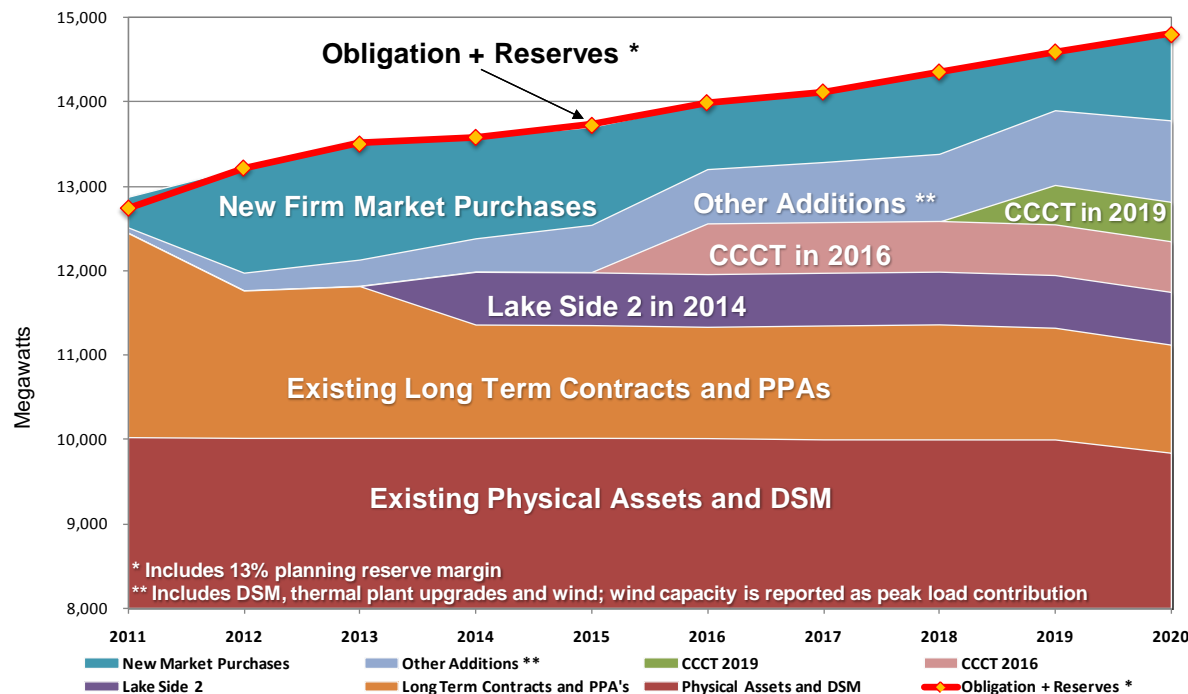 15,000
14,000
13,000
12,000
11,000
10,000
9,000
8,000
Megawatts
Obligation + Reserves *
New Firm Market Purchases
Other Additions **
CCCT in 2019
CCCT in 2016
Lake Side 2 in 2014
Existing Long Term Contracts and PPAs
Existing Physical Assets and DSM
* Includes 13% planning reserve margin
** Includes DSM, thermal plant upgrades and wind; wind capacity is reported as peak load contribution
2011 2012 2013 2014 2015 2016 2017 2018 2019 2020
New Market Purchases Other Additions ** CCCT 2019 CCCT 2016
Lake Side 2 Long Term Contracts and PPA's Physical Assets and DSM Obligation + Reserves *